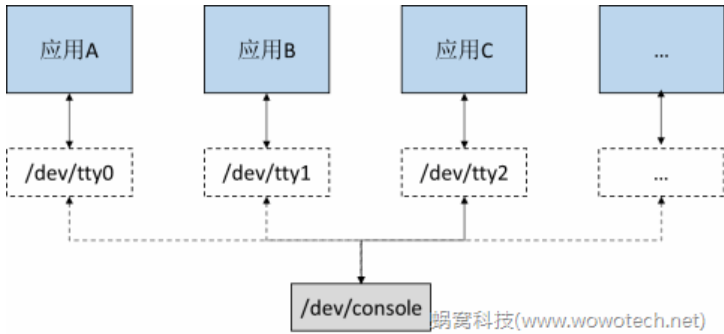 应用A
应用B
应用C
...
/dev/tty0
/dev/tty1
/dev/tty2
...
/dev/console
蜗窝科技(www.wowotech.net)